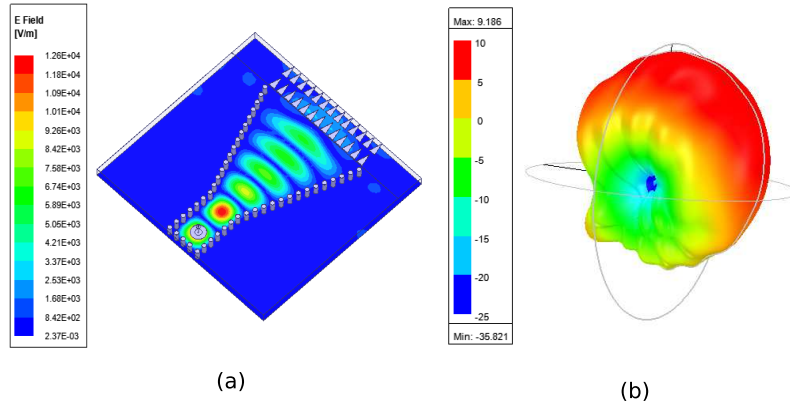 E Field
[V/m]
1.26E+04
1.18E+04
1.09E+04
1.01E+04
9.26E+03
8.42E+03
7.58E+03
6.74E+03
5.89E+03
5.05E+03
4.21E+03
3.37E+03
2.53E+03
1.68E+03
8.42E+02
2.37E-03
(a)
Max: 9.186
10
5
0
-5
-10
-15
-20
-25
Min: -35.821
(b)